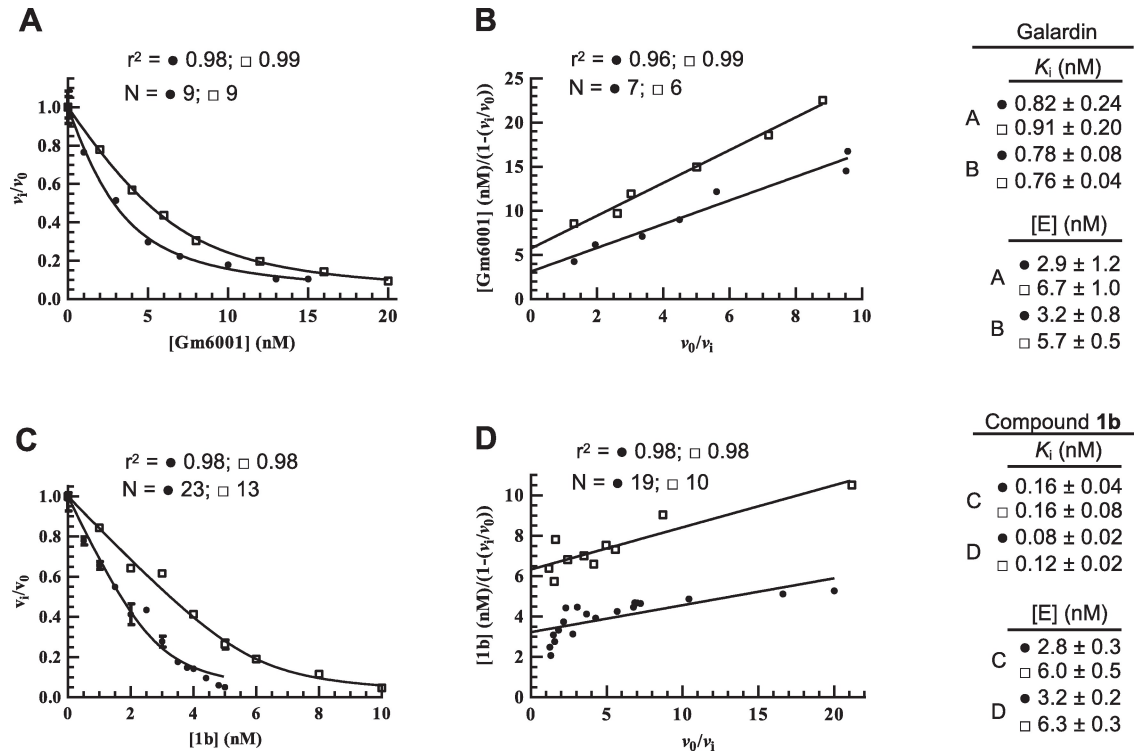 A
r² = ● 0.98; □ 0.99
N = ● 9; □ 9
1.0
0.8
0.6
0.4
0.2
0.0
vi/v0
0 5 10 15 20
[Gm6001] (nM)
B
r² = ● 0.96; □ 0.99
N = ● 7; □ 6
25
20
15
10
5
0
[Gm6001] (nM)/(1-(vi/v0))
0 2 4 6 8 10
v0/vi
Galardin
Ki (nM)
A ● 0.82 ± 0.24
□ 0.91 ± 0.20
B ● 0.78 ± 0.08
□ 0.76 ± 0.04
[E] (nM)
A ● 2.9 ± 1.2
□ 6.7 ± 1.0
B ● 3.2 ± 0.8
□ 5.7 ± 0.5
C
r² = ● 0.98; □ 0.98
N = ● 23; □ 13
1.0
0.8
0.6
0.4
0.2
0.0
vi/v0
0 2 4 6 8 10
[1b] (nM)
D
r² = ● 0.98; □ 0.98
N = ● 19; □ 10
10
8
6
4
2
0
[1b] (nM)/(1-(vi/v0))
0 5 10 15 20
v0/vi
Compound 1b
Ki (nM)
C ● 0.16 ± 0.04
□ 0.16 ± 0.08
D ● 0.08 ± 0.02
□ 0.12 ± 0.02
[E] (nM)
C ● 2.8 ± 0.3
□ 6.0 ± 0.5
D ● 3.2 ± 0.2
□ 6.3 ± 0.3